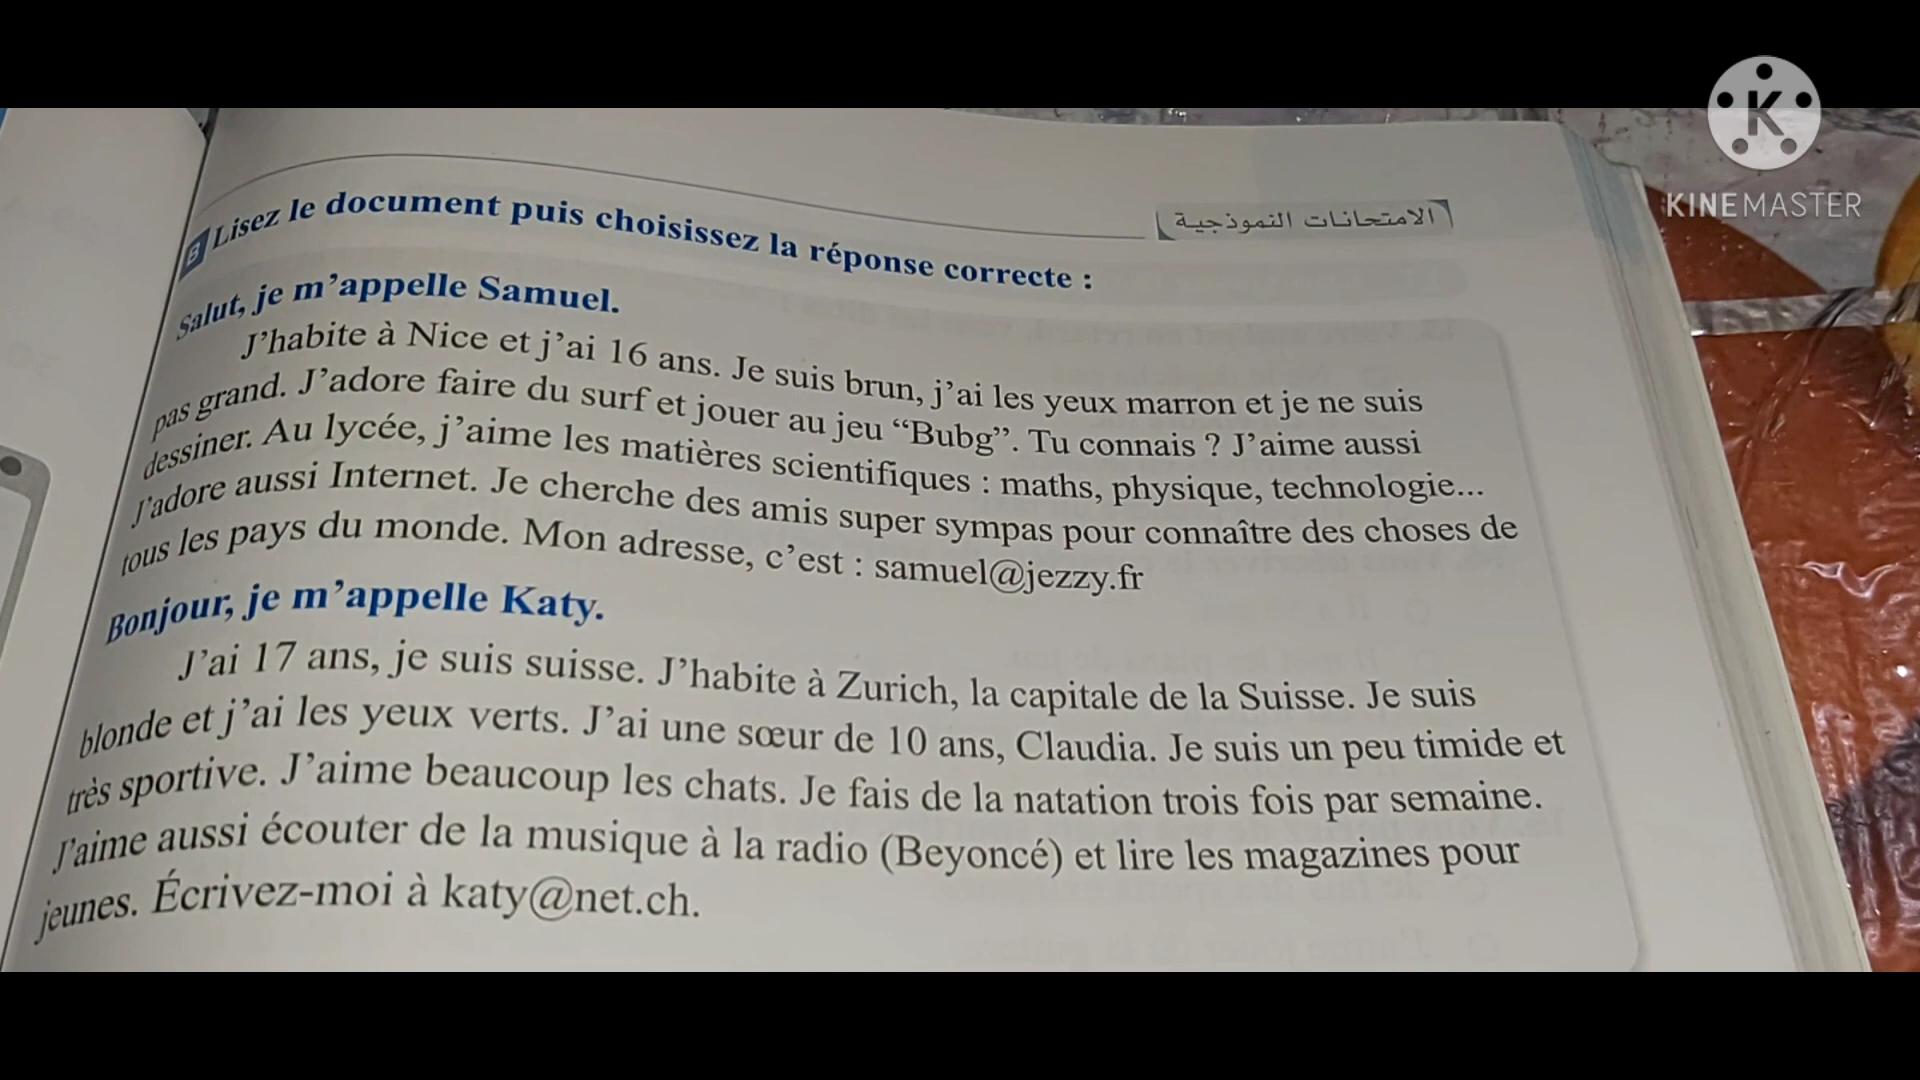 KINEMASTER
الامتحانات النموذجية
B Lisez le document puis choisissez la réponse correcte :
Salut, je m’appelle Samuel.
J’habite à Nice et j’ai 16 ans. Je suis brun, j’ai les yeux marron et je ne suis
pas grand. J’adore faire du surf et jouer au jeu “Bubg”. Tu connais ? J’aime aussi
dessiner. Au lycée, j’aime les matières scientifiques : maths, physique, technologie...
J’adore aussi Internet. Je cherche des amis super sympas pour connaître des choses de
tous les pays du monde. Mon adresse, c’est : samuel@jezzy.fr
Bonjour, je m’appelle Katy.
J’ai 17 ans, je suis suisse. J’habite à Zurich, la capitale de la Suisse. Je suis
blonde et j’ai les yeux verts. J’ai une sœur de 10 ans, Claudia. Je suis un peu timide et
très sportive. J’aime beaucoup les chats. Je fais de la natation trois fois par semaine.
J’aime aussi écouter de la musique à la radio (Beyoncé) et lire les magazines pour
jeunes. Écrivez-moi à katy@net.ch.